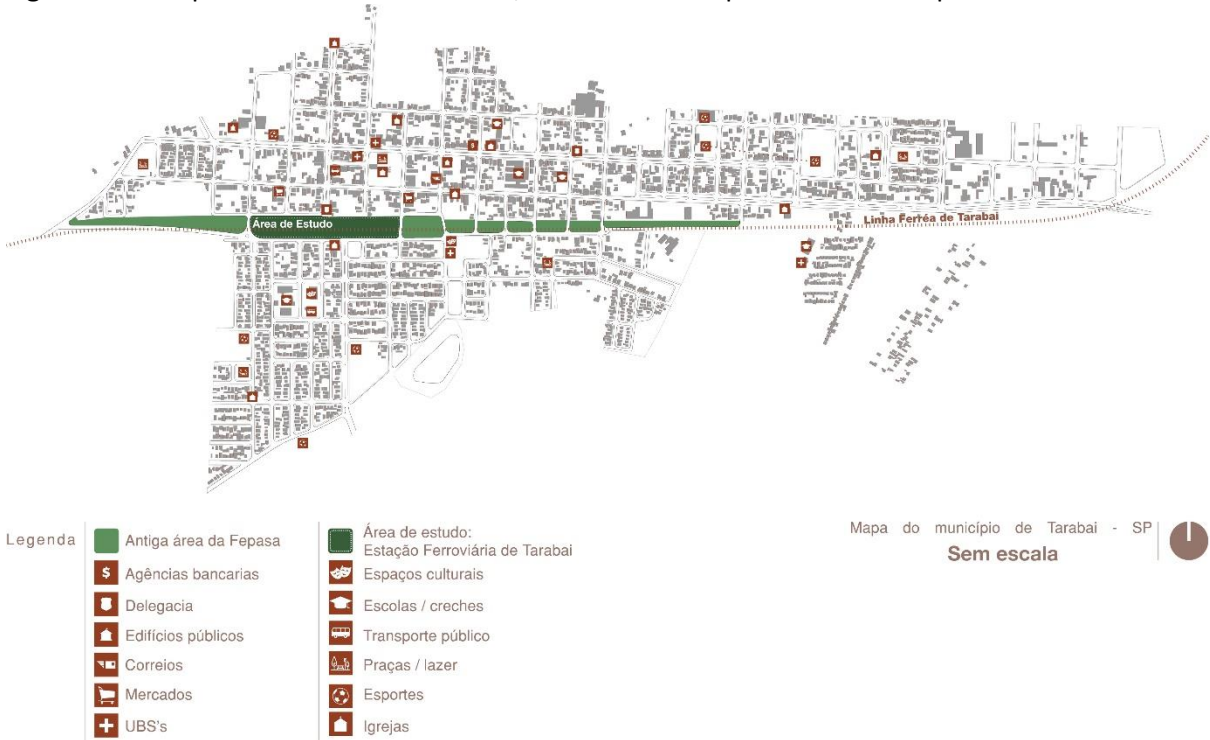 Área de Estudo
Linha Ferréa de Tarabai
Legenda
Antiga área da Fepasa
$ Agências bancarias
Delegacia
Edifícios públicos
Correios
Mercados
UBS's
Área de estudo:
Estação Ferroviária de Tarabai
Espaços culturais
Escolas / creches
Transporte público
Praças / lazer
Esportes
Igrejas
Mapa do município de Tarabai - SP
Sem escala